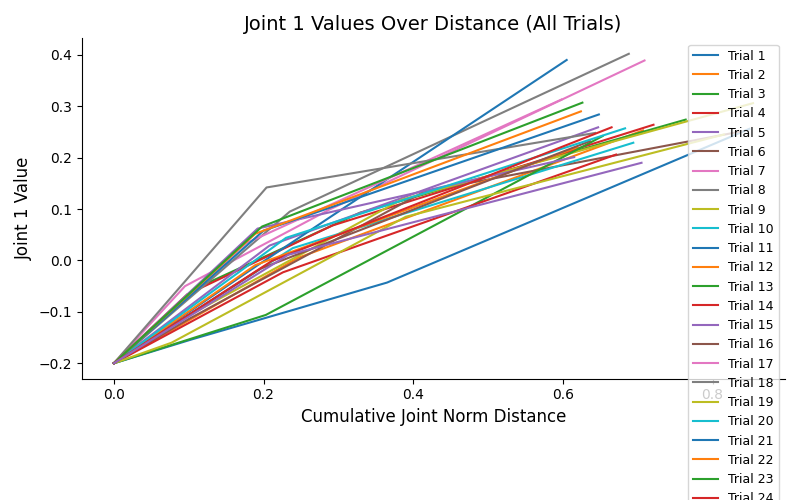 Joint 1 Values Over Distance (All Trials)
0.4
0.3
0.2
0.1
0.0
−0.1
−0.2
Joint 1 Value
0.0
0.2
0.4
0.6
0.8
Cumulative Joint Norm Distance
Trial 1
Trial 2
Trial 3
Trial 4
Trial 5
Trial 6
Trial 7
Trial 8
Trial 9
Trial 10
Trial 11
Trial 12
Trial 13
Trial 14
Trial 15
Trial 16
Trial 17
Trial 18
Trial 19
Trial 20
Trial 21
Trial 22
Trial 23
Trial 24